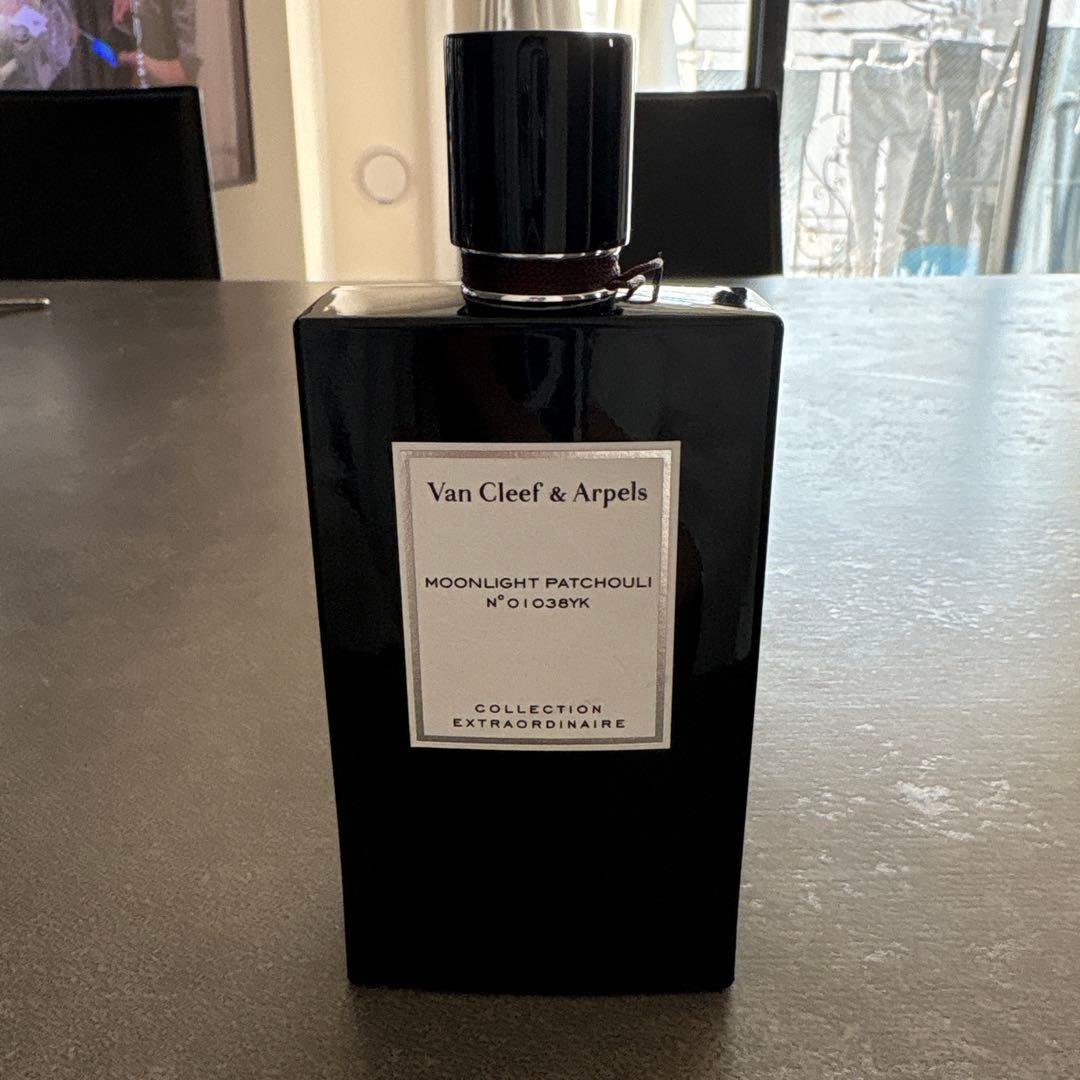 Van Cleef & Arpels
MOONLIGHT PATCHOULI
N°01038YK
COLLECTION
EXTRAORDINAIRE